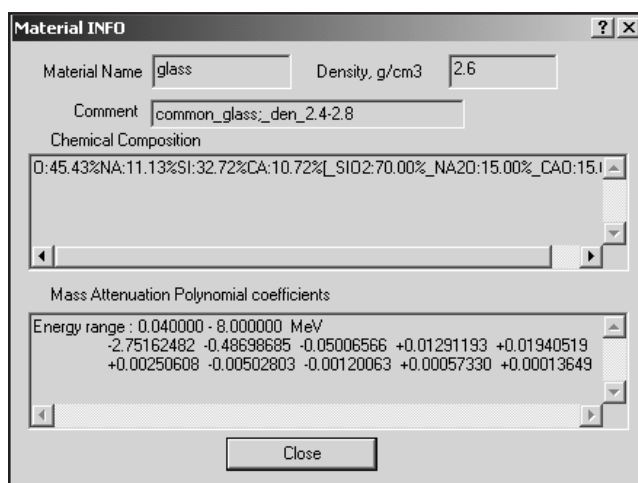 Material INFO
Material Name glass Density, g/cm3 2.6
Comment common_glass;_den_2.4-2.8
Chemical Composition
O:45.43%NA:11.13%SI:32.72%CA:10.72%[_SIO2:70.00%_NA2O:15.00%_CAO:15.
Mass Attenuation Polynomial coefficients
Energy range : 0.040000 - 8.000000 MeV
-2.75162482 -0.48698685 -0.05006566 +0.01291193 +0.01940519
+0.00250608 -0.00502803 -0.00120063 +0.00057330 +0.00013649
Close